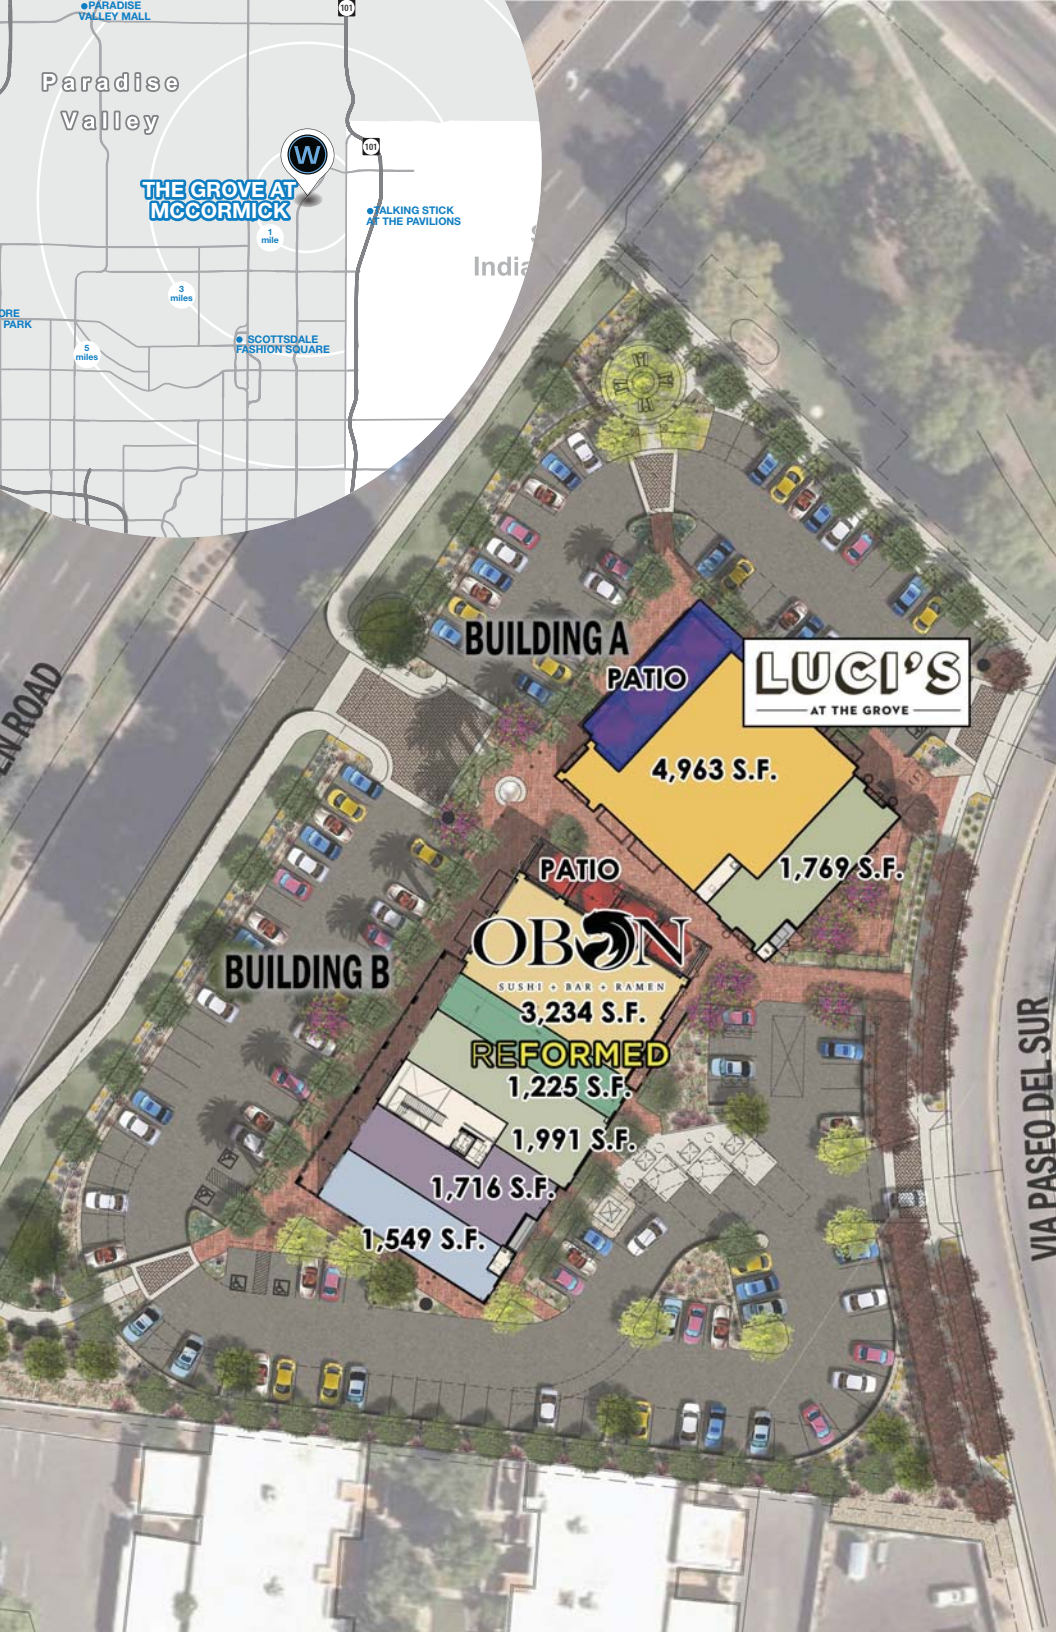 PARADISE
VALLEY MALL
101
Paradise
Valley
W
101
THE GROVE AT
MCCORMICK
TALKING STICK
AT THE PAVILIONS
1
mile
3
miles
PARK
SCOTTSDALE
FASHION SQUARE
5
miles
BUILDING A
PATIO
LUCI'S
AT THE GROVE
4,963 S.F.
1,769 S.F.
PATIO
OBON
SUSHI + BAR + RAMEN
3,234 S.F.
BUILDING B
REFORMED
1,225 S.F.
1,991 S.F.
1,716 S.F.
1,549 S.F.
ROAD
VIA PASEO DEL SUR